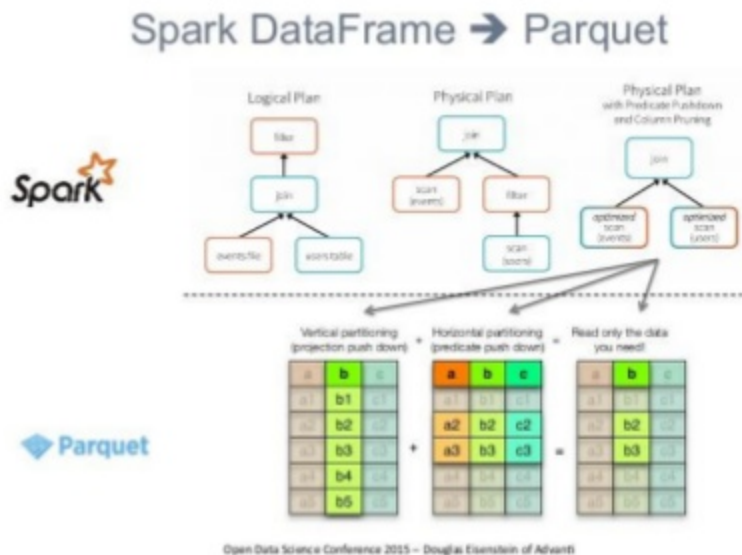 Spark DataFrame ➔ Parquet
Logical Plan
filter
join
events file
users table
Physical Plan
join
scan
(events)
filter
scan
(users)
Physical Plan
with Predicate Pushdown
and Column Pruning
join
optimized
scan
(events)
optimized
scan
(users)
Spark
Vertical partitioning
(projection push down)
+
Horizontal partitioning
(predicate push down)
=
Read only the data
you need!
a b c
a1 b1 c1
a2 b2 c2
a3 b3 c3
a4 b4 c4
a5 b5 c5
+
a b c
a1 b1 c1
a2 b2 c2
a3 b3 c3
a4 b4 c4
a5 b5 c5
=
a b c
a1 b1 c1
a2 b2 c2
a3 b3 c3
a4 b4 c4
a5 b5 c5
Parquet
Open Data Science Conference 2015 – Douglas Eisenstein of Advanti